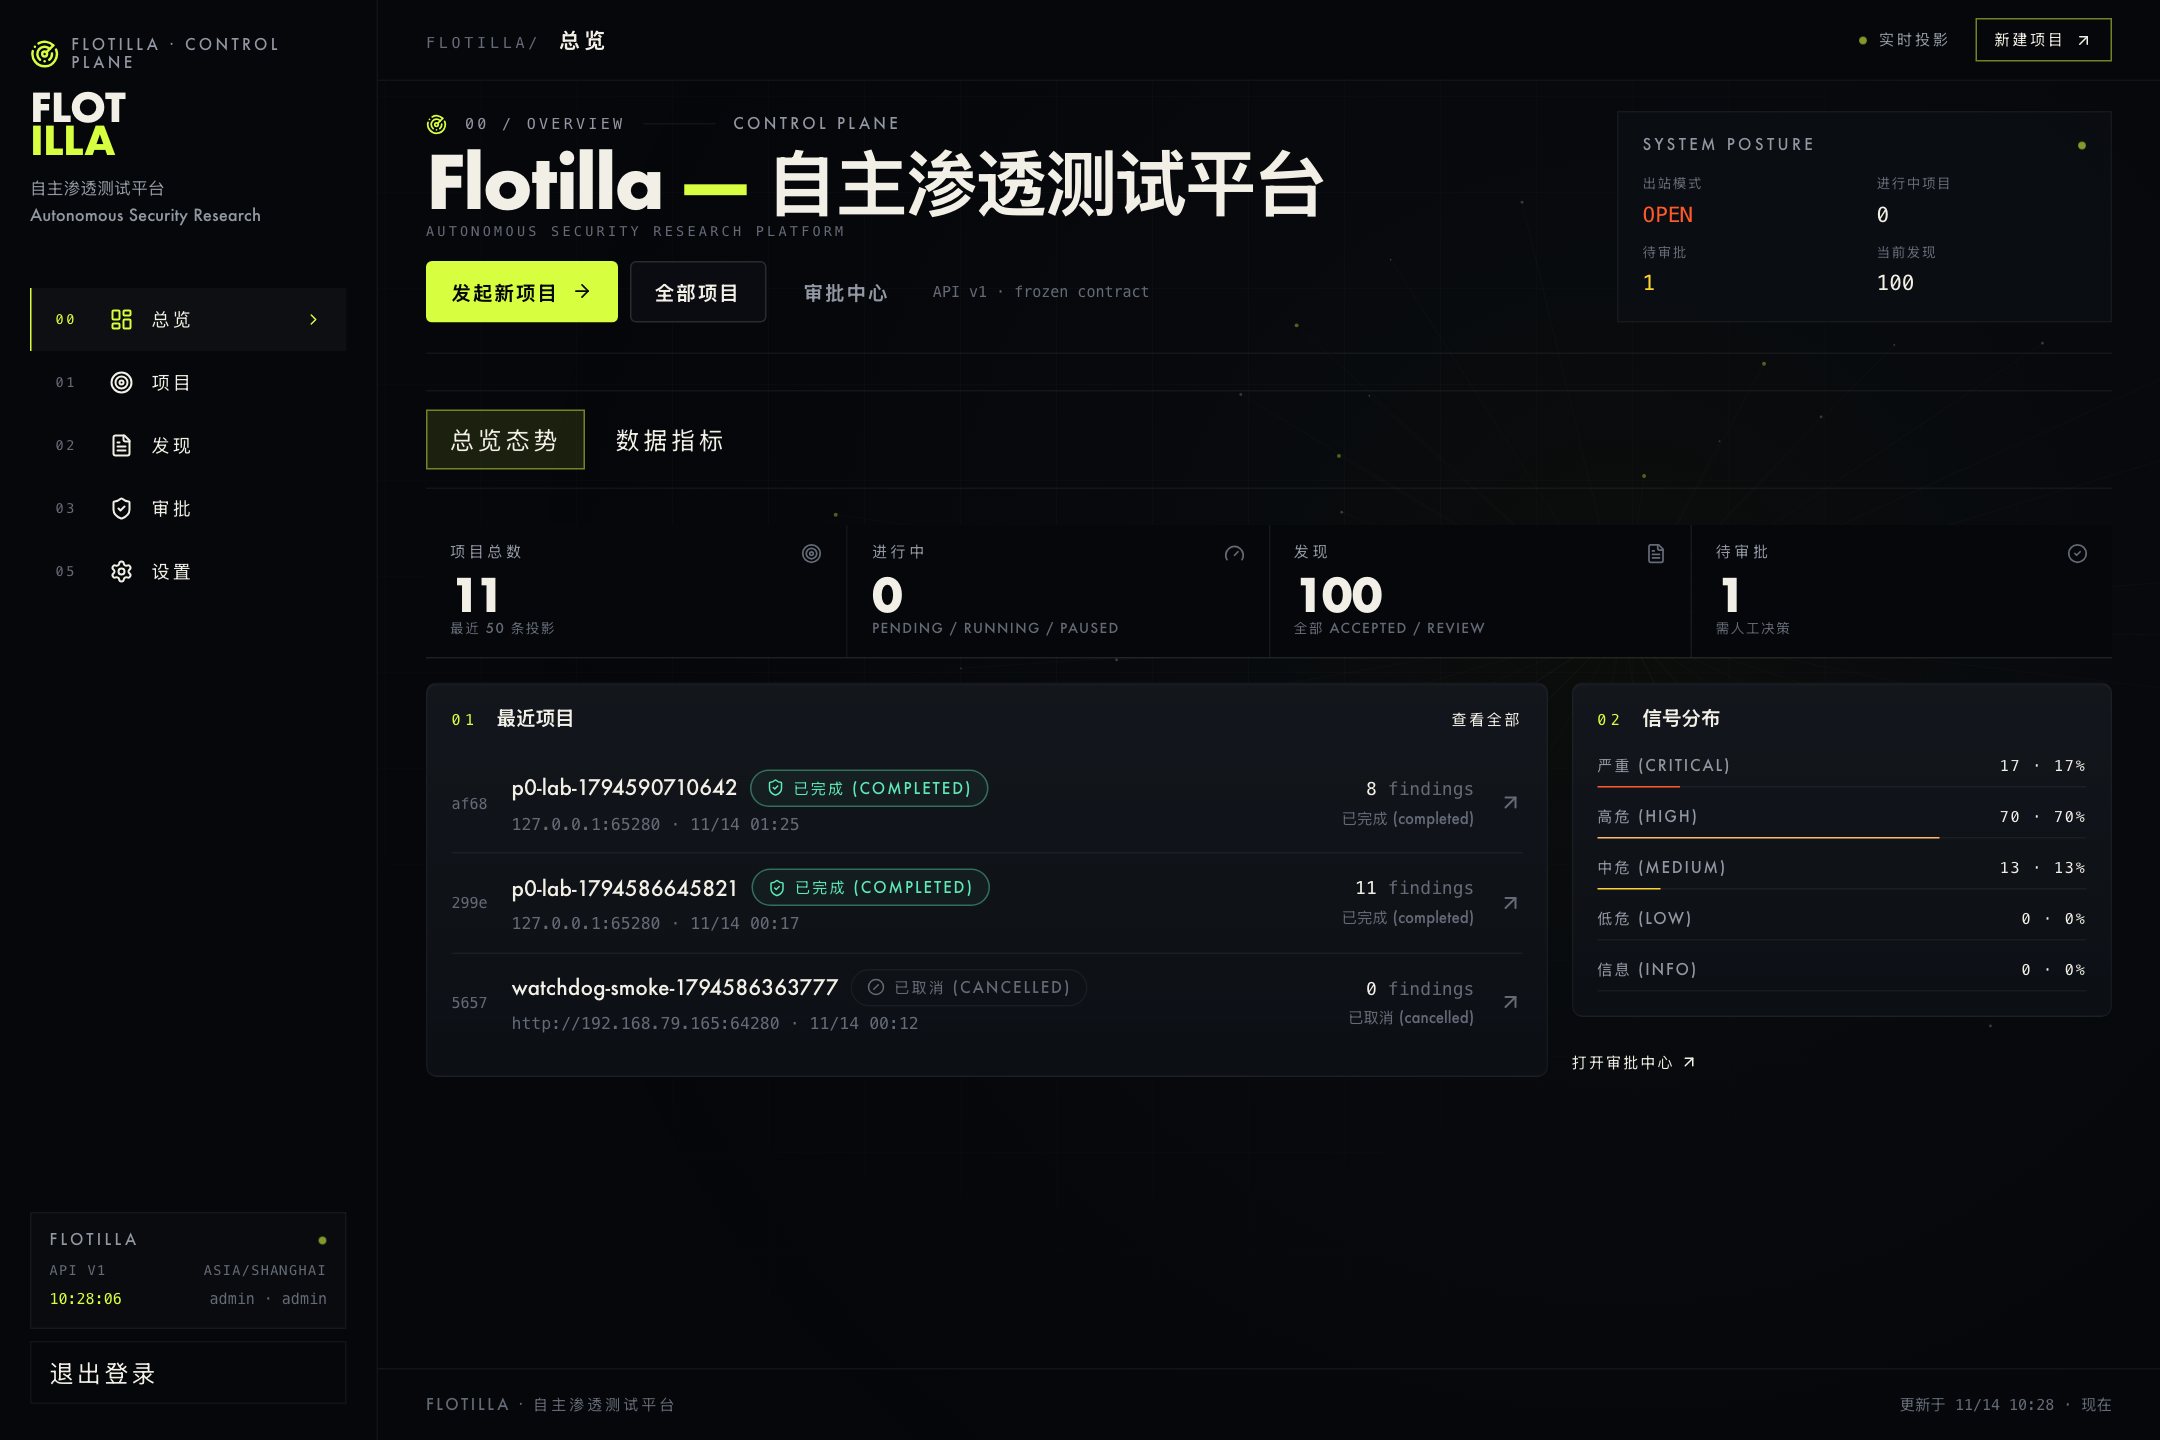 FLOTILLA · CONTROL
PLANE
FLOT
ILLA
自主渗透测试平台
Autonomous Security Research
00 总览
01 项目
02 发现
03 审批
05 设置
FLOTILLA
API V1 ASIA/SHANGHAI
10:28:06 admin · admin
退出登录
FLOTILLA/ 总览
实时投影 新建项目
00 / OVERVIEW CONTROL PLANE
Flotilla — 自主渗透测试平台
AUTONOMOUS SECURITY RESEARCH PLATFORM
发起新项目 全部项目 审批中心 API v1 · frozen contract
SYSTEM POSTURE
出站模式 进行中项目
OPEN 0
待审批 当前发现
1 100
总览态势 数据指标
项目总数
11
最近 50 条投影
进行中
0
PENDING / RUNNING / PAUSED
发现
100
全部 ACCEPTED / REVIEW
待审批
1
需人工决策
01 最近项目 查看全部
af68 p0-lab-1794590710642 已完成 (COMPLETED) 8 findings
127.0.0.1:65280 · 11/14 01:25 已完成 (completed)
299e p0-lab-1794586645821 已完成 (COMPLETED) 11 findings
127.0.0.1:65280 · 11/14 00:17 已完成 (completed)
5657 watchdog-smoke-1794586363777 已取消 (CANCELLED) 0 findings
http://192.168.79.165:64280 · 11/14 00:12 已取消 (cancelled)
02 信号分布
严重 (CRITICAL) 17 · 17%
高危 (HIGH) 70 · 70%
中危 (MEDIUM) 13 · 13%
低危 (LOW) 0 · 0%
信息 (INFO) 0 · 0%
打开审批中心
FLOTILLA · 自主渗透测试平台 更新于 11/14 10:28 · 现在